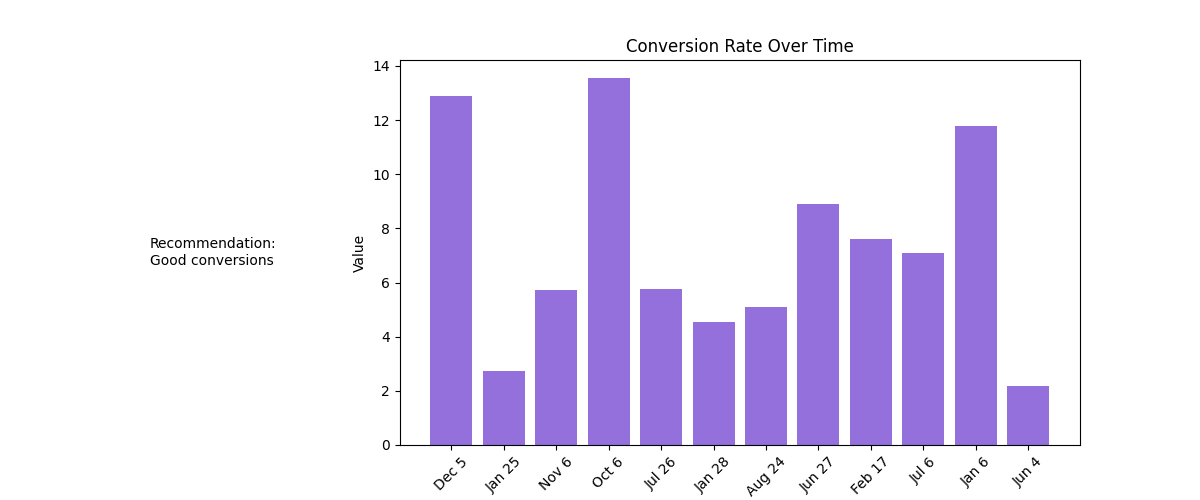 Conversion Rate Over Time
Recommendation:
Good conversions
Value
14
12
10
8
6
4
2
0
Dec 5
Jan 25
Nov 6
Oct 6
Jul 26
Jan 28
Aug 24
Jun 27
Feb 17
Jul 6
Jan 6
Jun 4